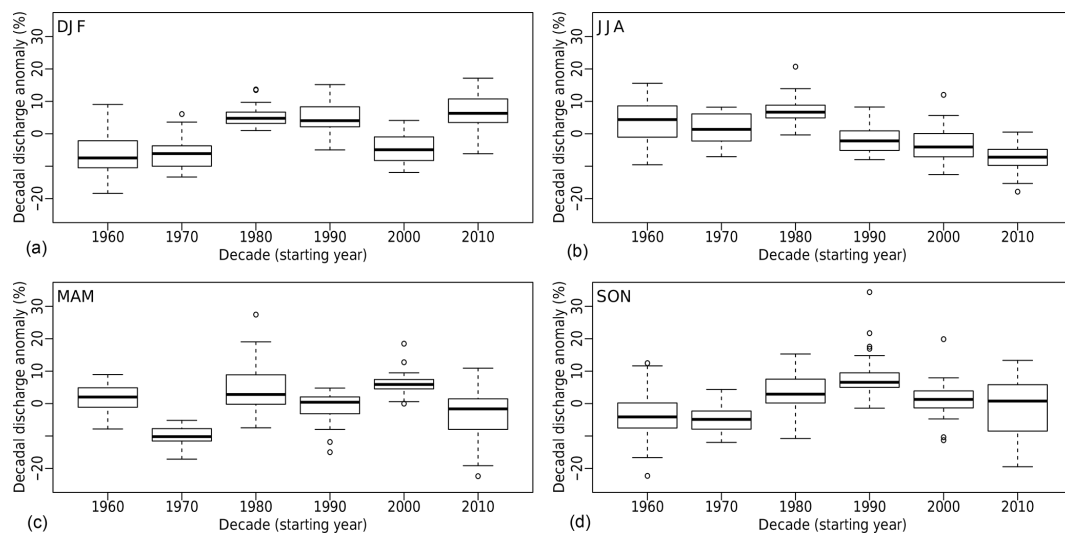 DJF
Decadal discharge anomaly (%)
30
20
10
0
−20
1960 1970 1980 1990 2000 2010
Decade (starting year)
(a)
JJA
Decadal discharge anomaly (%)
30
20
10
0
−20
1960 1970 1980 1990 2000 2010
Decade (starting year)
(b)
MAM
Decadal discharge anomaly (%)
30
20
10
0
−20
1960 1970 1980 1990 2000 2010
Decade (starting year)
(c)
SON
Decadal discharge anomaly (%)
30
20
10
0
−20
1960 1970 1980 1990 2000 2010
Decade (starting year)
(d)